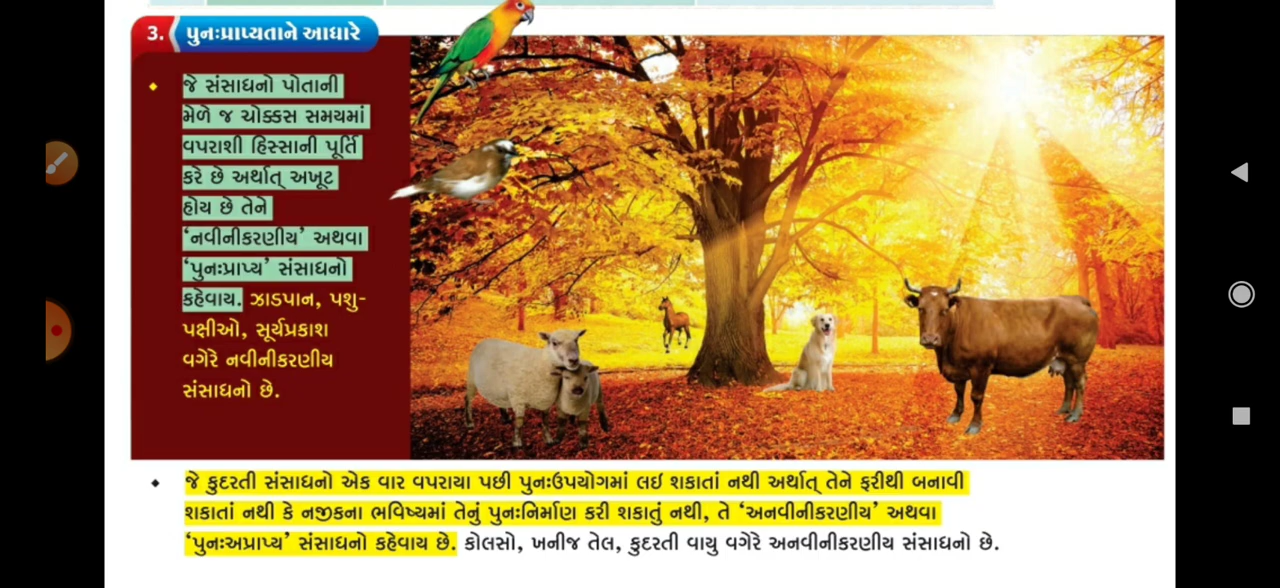 3. પુનઃપ્રાપ્યતાને આધારે
જે સંસાધનો પોતાની
મેળે જ ચોક્કસ સમયમાં
વપરાશી હિસ્સાની પૂર્તિ
કરે છે અર્થાત્ અખૂટ
હોય છે તેને
‘નવીનીકરણીય’ અથવા
‘પુનઃપ્રાપ્ય’ સંસાધનો
કહેવાય. ઝાડપાન, પશુ-
પક્ષીઓ, સૂર્યપ્રકાશ
વગેરે નવીનીકરણીય
સંસાધનો છે.
જે કુદરતી સંસાધનો એક વાર વપરાયા પછી પુનઃઉપયોગમાં લઇ શકાતાં નથી અર્થાત્ તેને ફરીથી બનાવી
શકાતાં નથી કે નજીકના ભવિષ્યમાં તેનું પુનઃનિર્માણ કરી શકાતું નથી, તે ‘અનવીનીકરણીય’ અથવા
‘પુનઃઅપ્રાપ્ય’ સંસાધનો કહેવાય છે. કોલસો, ખનીજ તેલ, કુદરતી વાયુ વગેરે અનવીનીકરણીય સંસાધનો છે.